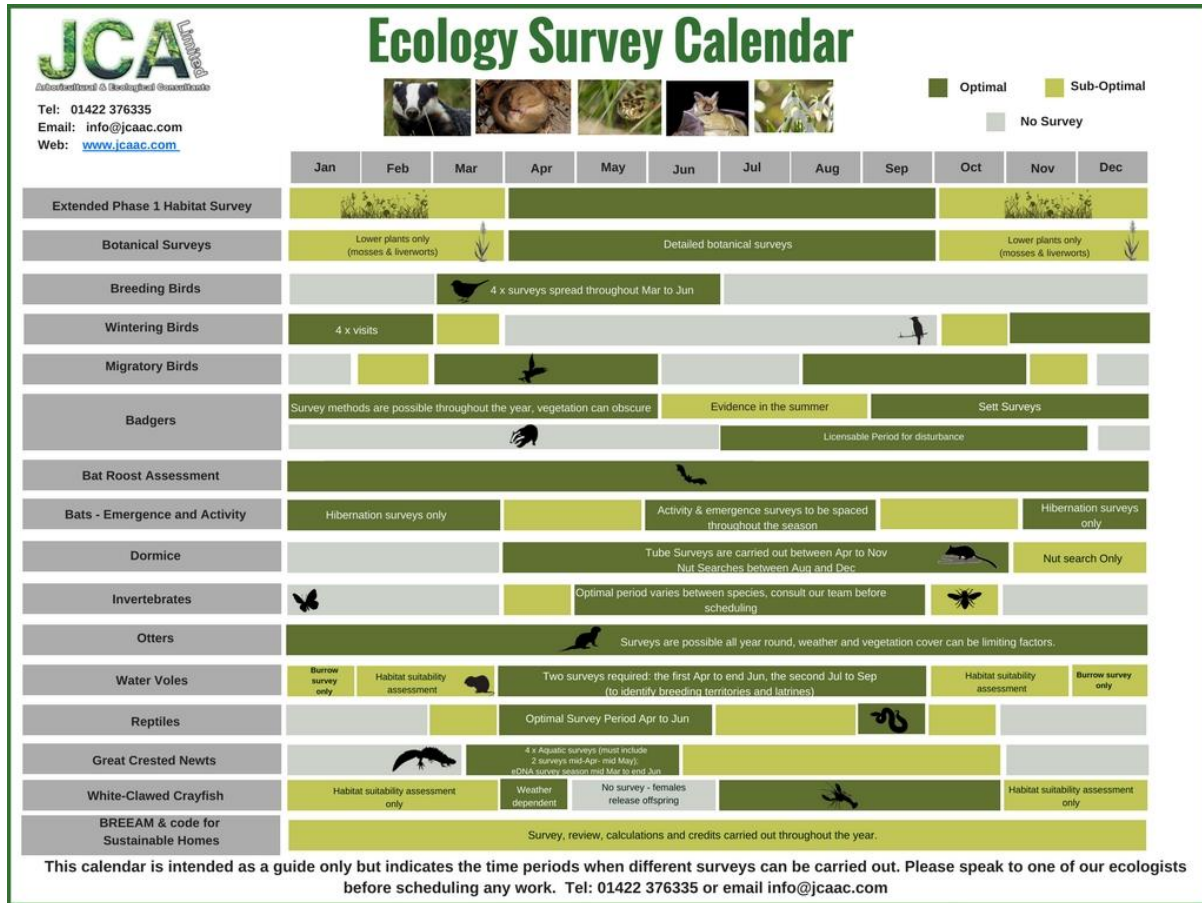 JCA Limited
Arboricultural & Ecological Consultants
Tel: 01422 376335
Email: info@jcaac.com
Web: www.jcaac.com
Ecology Survey Calendar
Optimal
Sub-Optimal
No Survey
Jan Feb Mar Apr May Jun Jul Aug Sep Oct Nov Dec
Extended Phase 1 Habitat Survey
Botanical Surveys
Lower plants only
(mosses & liverworts)
Detailed botanical surveys
Lower plants only
(mosses & liverworts)
Breeding Birds
4 x surveys spread throughout Mar to Jun
Wintering Birds
4 x visits
Migratory Birds
Badgers
Survey methods are possible throughout the year, vegetation can obscure
Evidence in the summer
Sett Surveys
Licensable Period for disturbance
Bat Roost Assessment
Bats - Emergence and Activity
Hibernation surveys only
Activity & emergence surveys to be spaced
throughout the season
Hibernation surveys
only
Dormice
Tube Surveys are carried out between Apr to Nov
Nut Searches between Aug and Dec
Nut search Only
Invertebrates
Optimal period varies between species, consult our team before
scheduling
Otters
Surveys are possible all year round, weather and vegetation cover can be limiting factors.
Water Voles
Burrow
survey
only
Habitat suitability
assessment
Two surveys required: the first Apr to end Jun, the second Jul to Sep
(to identify breeding territories and latrines)
Habitat suitability
assessment
Burrow survey
only
Reptiles
Optimal Survey Period Apr to Jun
Great Crested Newts
4 x Aquatic surveys (must include
2 surveys mid-Apr- mid May);
eDNA survey season mid Mar to end Jun
White-Clawed Crayfish
Habitat suitability assessment
only
Weather
dependent
No survey - females
release offspring
Habitat suitability assessment
only
BREEAM & code for
Sustainable Homes
Survey, review, calculations and credits carried out throughout the year.
This calendar is intended as a guide only but indicates the time periods when different surveys can be carried out. Please speak to one of our ecologists
before scheduling any work. Tel: 01422 376335 or email info@jcaac.com